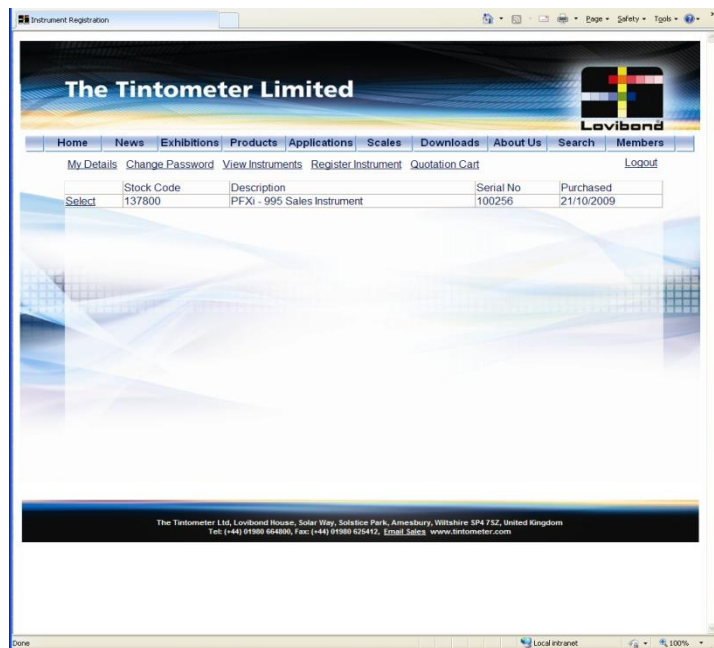 Instrument Registration
Page Safety Tools
The Tintometer Limited
Lovibond
Home News Exhibitions Products Applications Scales Downloads About Us Search Members
My Details Change Password View Instruments Register Instrument Quotation Cart Logout
Stock Code Description Serial No Purchased
Select 137800 PFXi - 995 Sales Instrument 100256 21/10/2009
The Tintometer Ltd, Lovibond House, Solar Way, Solstice Park, Amesbury, Wiltshire SP4 7SZ, United Kingdom
Tel: (+44) 01980 664800, Fax: (+44) 01980 625412, Email Sales www.tintometer.com
Done Local intranet 100%